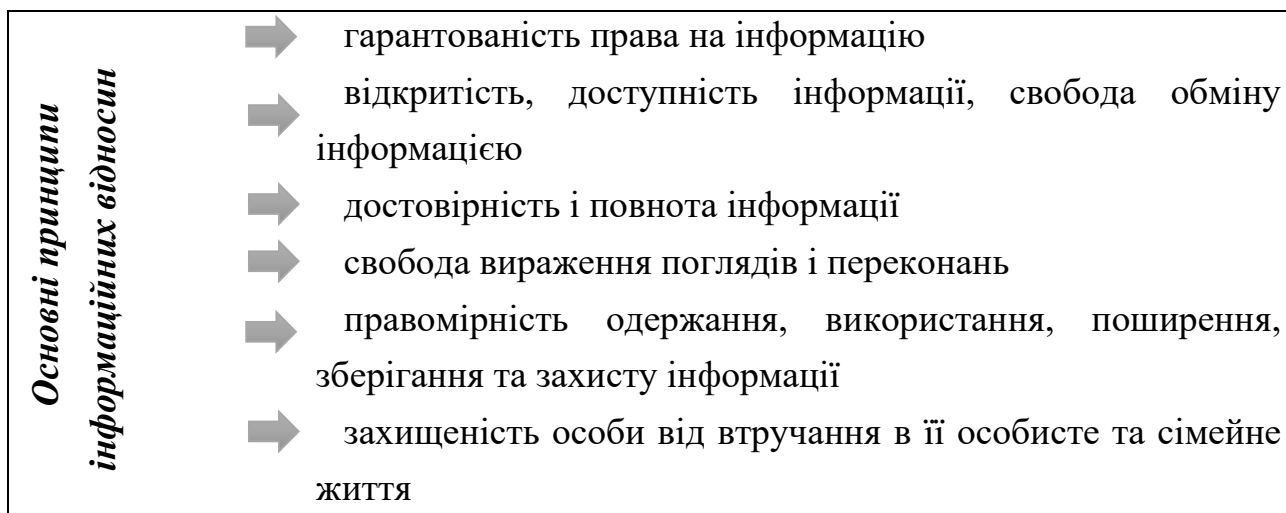 Основні принципи
інформаційних відносин
гарантованість права на інформацію
відкритість, доступність інформації, свобода обміну
інформацією
достовірність і повнота інформації
свобода вираження поглядів і переконань
правомірність одержання, використання, поширення,
зберігання та захисту інформації
захищеність особи від втручання в її особисте та сімейне
життя